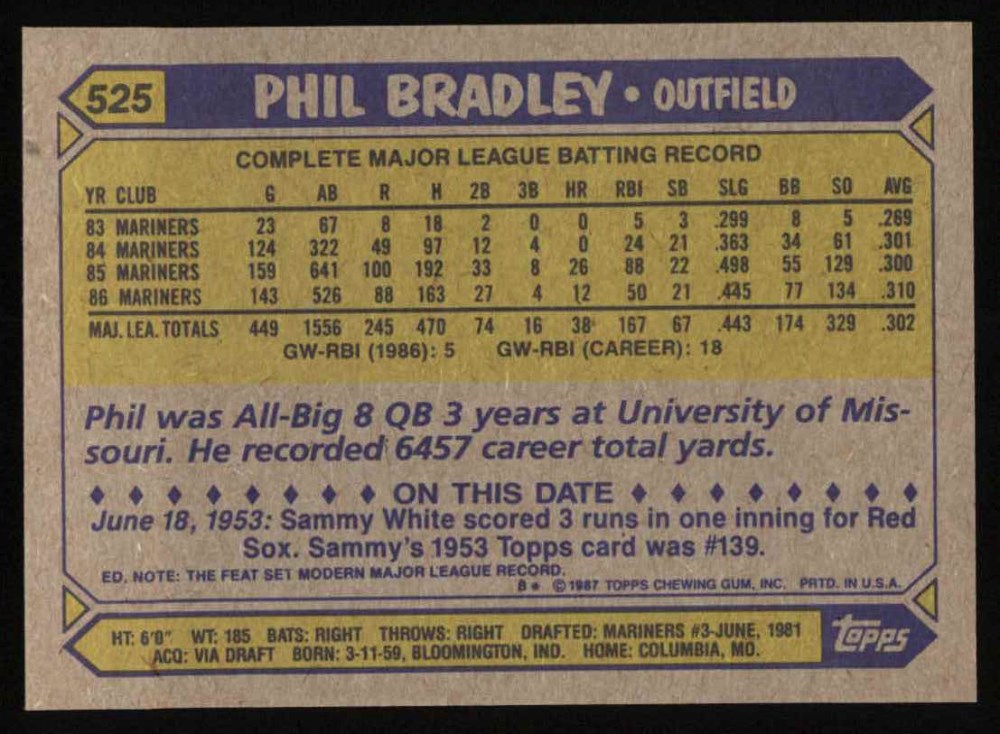 525 PHIL BRADLEY • OUTFIELD
COMPLETE MAJOR LEAGUE BATTING RECORD
YR CLUB G AB R H 2B 3B HR RBI SB SLG BB SO AVG
83 MARINERS 23 67 8 18 2 0 0 5 3 .299 8 5 .269
84 MARINERS 124 322 49 97 12 4 0 24 21 .363 34 61 .301
85 MARINERS 159 641 100 192 33 8 26 88 22 .498 55 129 .300
86 MARINERS 143 526 88 163 27 4 12 50 21 .445 77 134 .310
MAJ. LEA. TOTALS 449 1556 245 470 74 16 38 167 67 .443 174 329 .302
GW-RBI (1986): 5 GW-RBI (CAREER): 18
Phil was All-Big 8 QB 3 years at University of Mis-
souri. He recorded 6457 career total yards.
♦ ♦ ♦ ♦ ♦ ♦ ♦ ♦ ON THIS DATE ♦ ♦ ♦ ♦ ♦ ♦ ♦ ♦
June 18, 1953: Sammy White scored 3 runs in one inning for Red
Sox. Sammy's 1953 Topps card was #139.
ED. NOTE: THE FEAT SET MODERN MAJOR LEAGUE RECORD.
B* © 1987 TOPPS CHEWING GUM, INC. PRTD. IN U.S.A.
HT: 6'0" WT: 185 BATS: RIGHT THROWS: RIGHT DRAFTED: MARINERS #3-JUNE, 1981
ACQ: VIA DRAFT BORN: 3-11-59, BLOOMINGTON, IND. HOME: COLUMBIA, MO.
topps